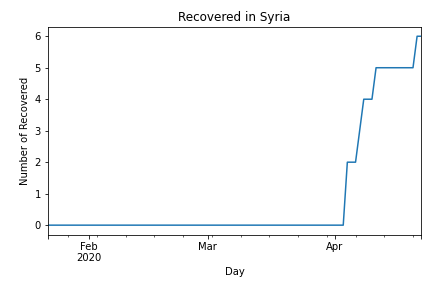 Recovered in Syria
6
5
4
3
2
1
0
Number of Recovered
Feb
2020
Mar
Apr
Day